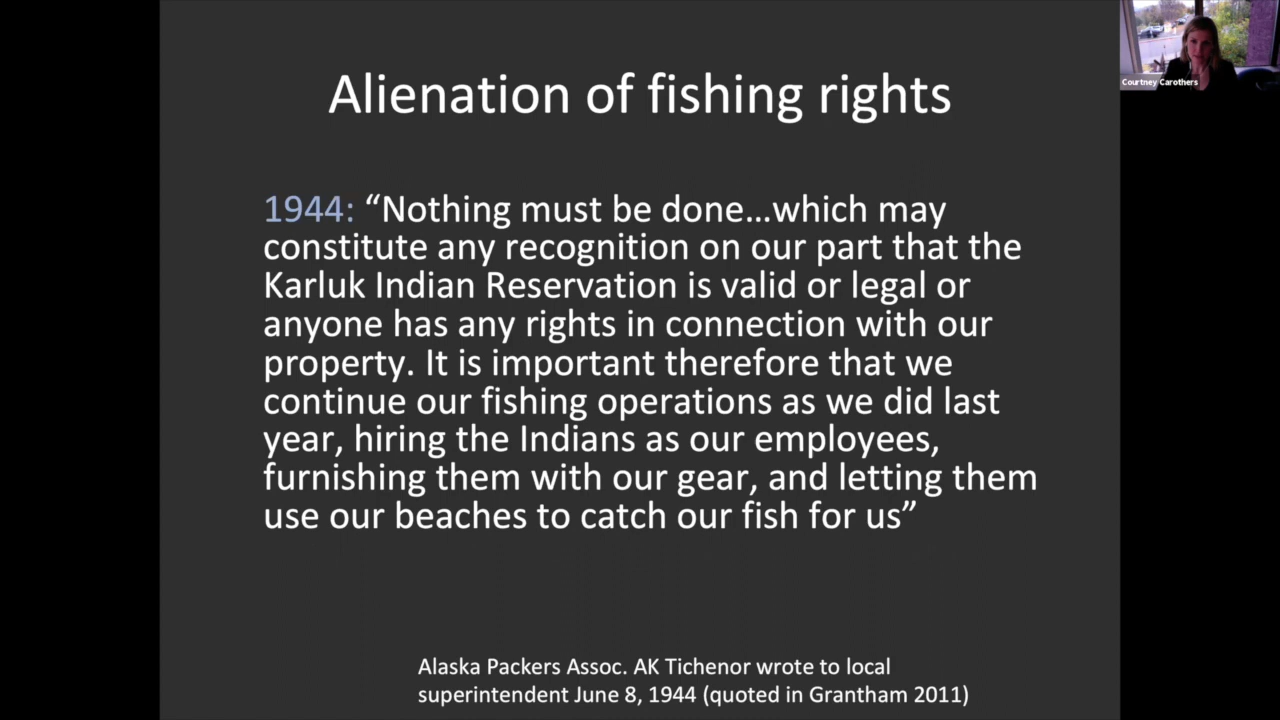 Alienation of fishing rights
1944: “Nothing must be done...which may
constitute any recognition on our part that the
Karluk Indian Reservation is valid or legal or
anyone has any rights in connection with our
property. It is important therefore that we
continue our fishing operations as we did last
year, hiring the Indians as our employees,
furnishing them with our gear, and letting them
use our beaches to catch our fish for us”
Alaska Packers Assoc. AK Tichenor wrote to local
superintendent June 8, 1944 (quoted in Grantham 2011)
Courtney Carothers